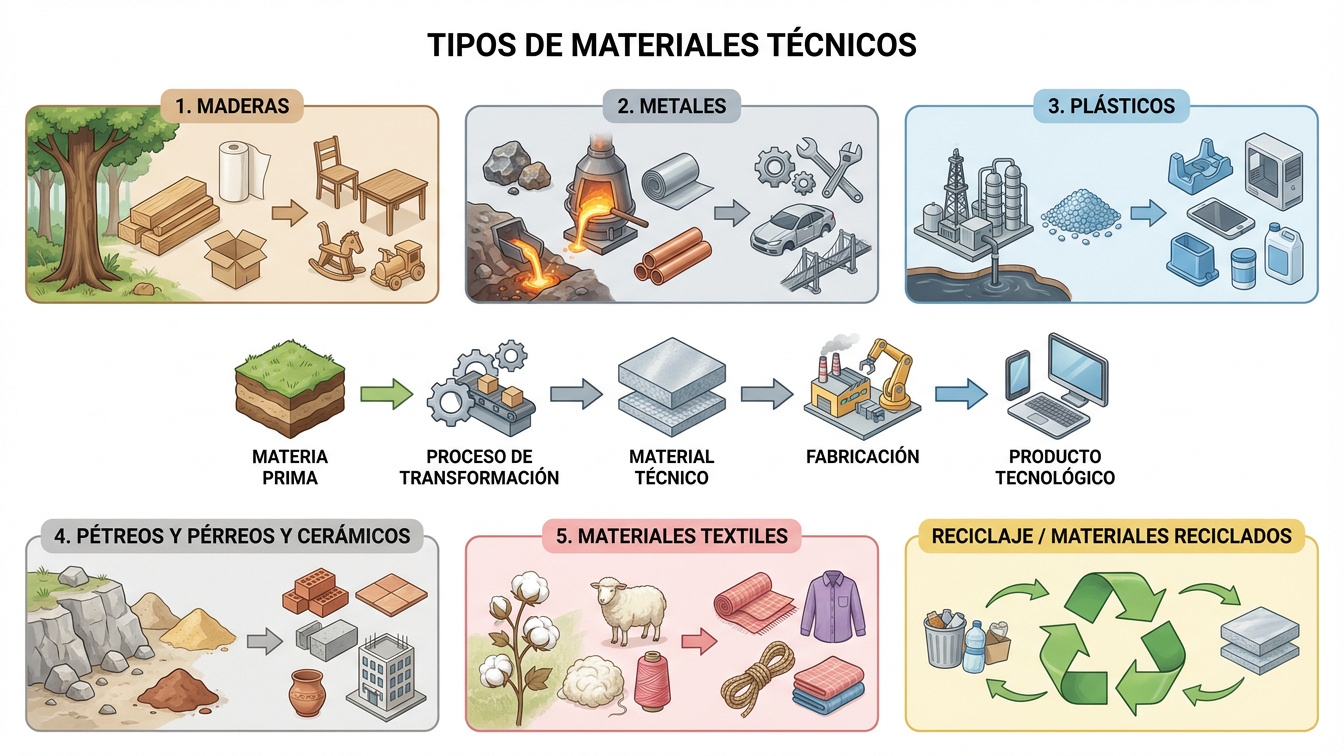 TIPOS DE MATERIALES TÉCNICOS
1. MADERAS
2. METALES
3. PLÁSTICOS
MATERIA
PRIMA
PROCESO DE
TRANSFORMACIÓN
MATERIAL
TÉCNICO
FABRICACIÓN
PRODUCTO
TECNOLÓGICO
4. PÉTREOS Y PÉRREOS Y CERÁMICOS
5. MATERIALES TEXTILES
RECICLAJE / MATERIALES RECICLADOS